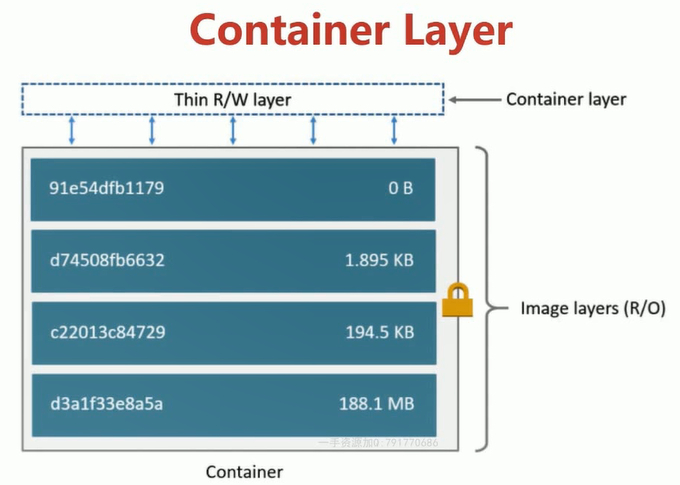 Container Layer
Thin R/W layer
Container layer
91e54dfb1179 0 B
d74508fb6632 1.895 KB
c22013c84729 194.5 KB
Image layers (R/O)
d3a1f33e8a5a 188.1 MB
一手资源加Q:791770686
Container